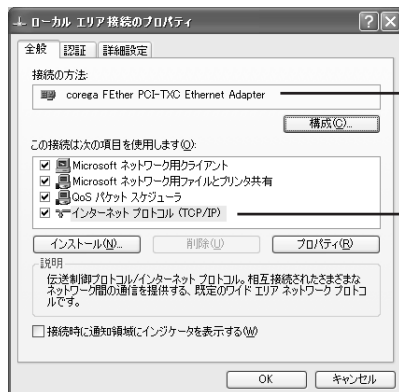 ローカル エリア接続のプロパティ
全般 認証 詳細設定
接続の方法:
corega FEther PCI-TXC Ethernet Adapter
構成(C)...
この接続は次の項目を使用します(O):
Microsoft ネットワーク用クライアント
Microsoft ネットワーク用ファイルとプリンタ共有
QoS パケット スケジューラ
インターネット プロトコル (TCP/IP)
インストール(N)... 削除(U) プロパティ(R)
説明
伝送制御プロトコル/インターネット プロトコル。相互接続されたさまざまな
ネットワーク間の通信を提供する、既定のワイド エリア ネットワーク プロトコ
ルです。
接続時に通知領域にインジケータを表示する(W)
OK キャンセル